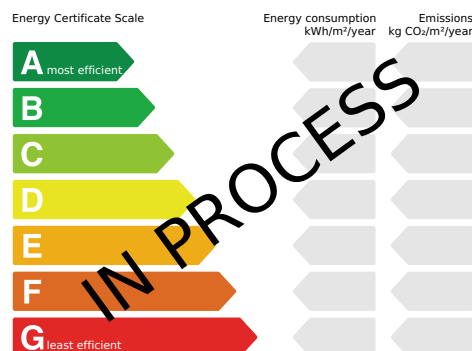 Energy Certificate Scale
Energy consumption
kWh/m²/year
Emissions
kg CO₂/m²/year
A most efficient
B
C
D
E
F
G least efficient
IN PROCESS